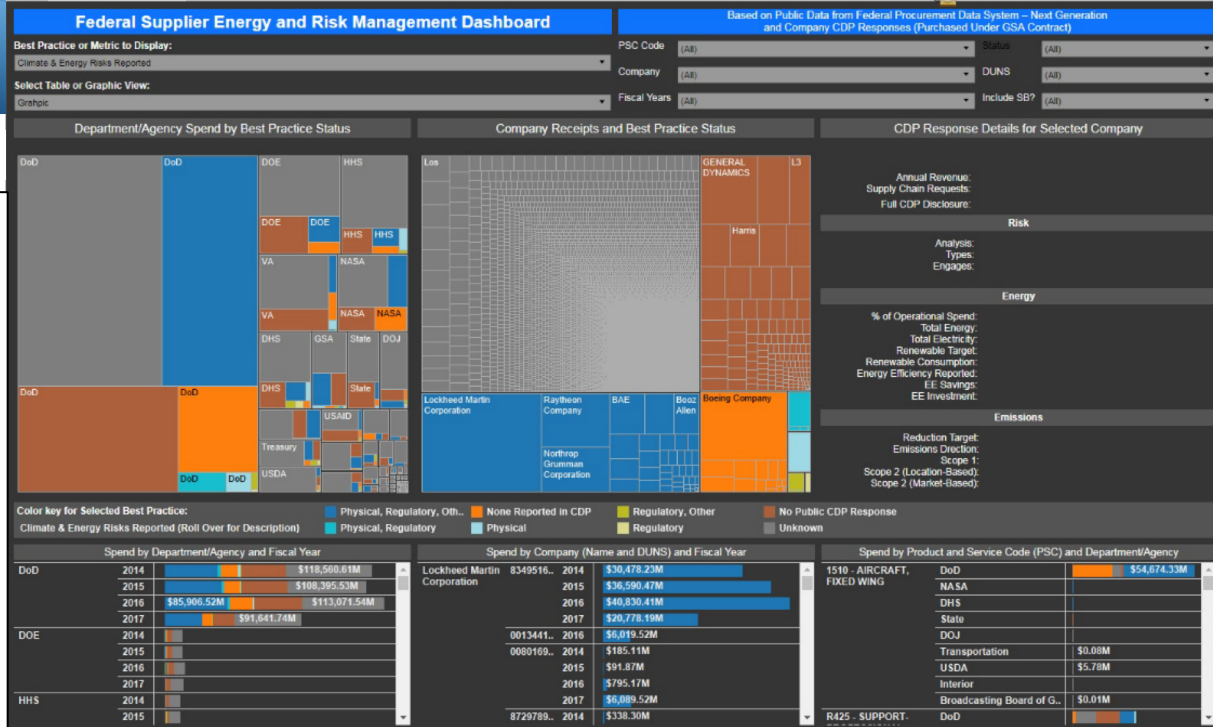 Federal Supplier Energy and Risk Management Dashboard
Based on Public Data from Federal Procurement Data System – Next Generation
and Company CDP Responses (Purchased Under GSA Contract)
Best Practice or Metric to Display:
Climate & Energy Risks Reported
Select Table or Graphic View:
Grahpic
PSC Code (All) Status (All)
Company (All) DUNS (All)
Fiscal Years (All) Include SB? (All)
Department/Agency Spend by Best Practice Status
DoD DoD DOE HHS
DOE DOE HHS HHS
VA NASA
VA NASA NASA
DHS GSA State DOJ
DoD DoD DHS State
USAID
Treasury
DoD DoD USDA
Company Receipts and Best Practice Status
Los GENERAL DYNAMICS L3
Harris
Lockheed Martin Corporation
Raytheon Company
BAE
Booz Allen
Boeing Company
Northrop Grumman Corporation
CDP Response Details for Selected Company
Annual Revenue:
Supply Chain Requests:
Full CDP Disclosure:
Risk
Analysis:
Types:
Engages:
Energy
% of Operational Spend:
Total Energy:
Total Electricity:
Renewable Target:
Renewable Consumption:
Energy Efficiency Reported:
EE Savings:
EE Investment:
Emissions
Reduction Target:
Emissions Drection:
Scope 1:
Scope 2 (Location-Based):
Scope 2 (Market-Based):
Color key for Selected Best Practice:
Climate & Energy Risks Reported (Roll Over for Description)
Physical, Regulatory, Oth.. None Reported in CDP Regulatory, Other No Public CDP Response
Physical, Regulatory Physical Regulatory Unknown
Spend by Department/Agency and Fiscal Year
DoD 2014 $118,560.61M
2015 $108,395.53M
2016 $85,906.52M $113,071.54M
2017 $91,641.74M
DOE 2014
2015
2016
2017
HHS 2014
2015
Spend by Company (Name and DUNS) and Fiscal Year
Lockheed Martin Corporation 8349516.. 2014 $30,478.23M
2015 $36,590.47M
2016 $40,830.41M
2017 $20,778.19M
0013441.. 2016 $6,019.52M
0080169.. 2014 $185.11M
2015 $91.87M
2016 $795.17M
2017 $6,089.52M
8729789.. 2014 $338.30M
Spend by Product and Service Code (PSC) and Department/Agency
1510 - AIRCRAFT, FIXED WING DoD $54,674.33M
NASA
DHS
State
DOJ
Transportation $0.08M
USDA $5.78M
Interior
Broadcasting Board of G.. $0.01M
R425 - SUPPORT- DoD